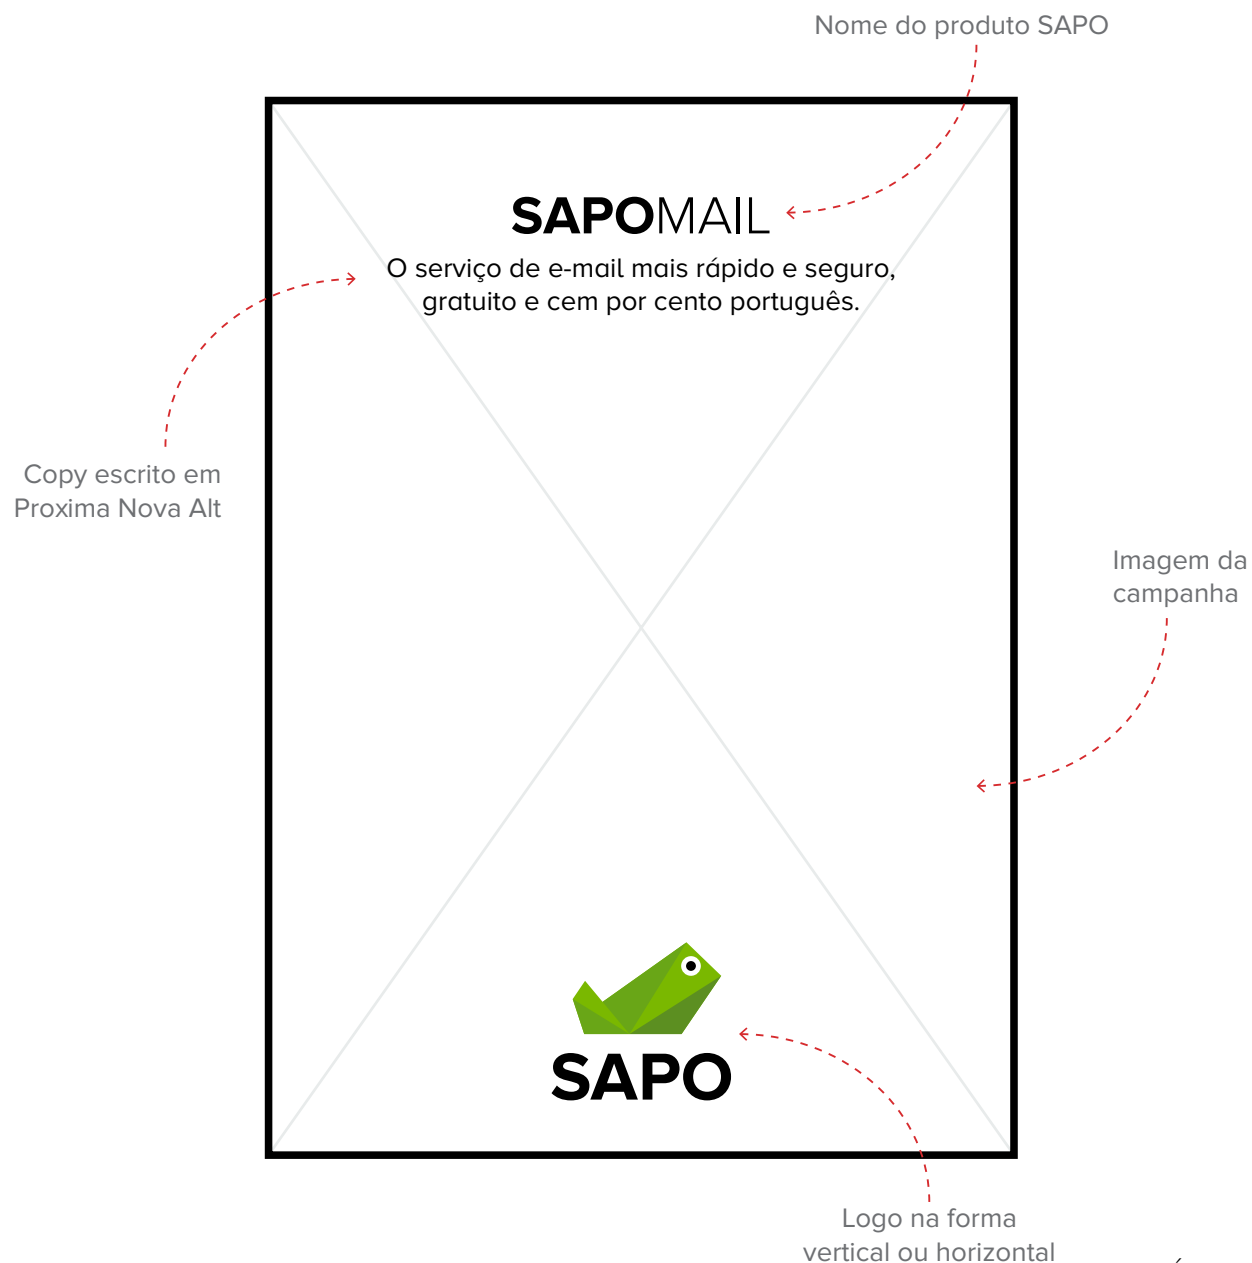 Nome do produto SAPO
SAPOMAIL
O serviço de e-mail mais rápido e seguro,
gratuito e cem por cento português.
Copy escrito em
Proxima Nova Alt
Imagem da
campanha
SAPO
Logo na forma
vertical ou horizontal